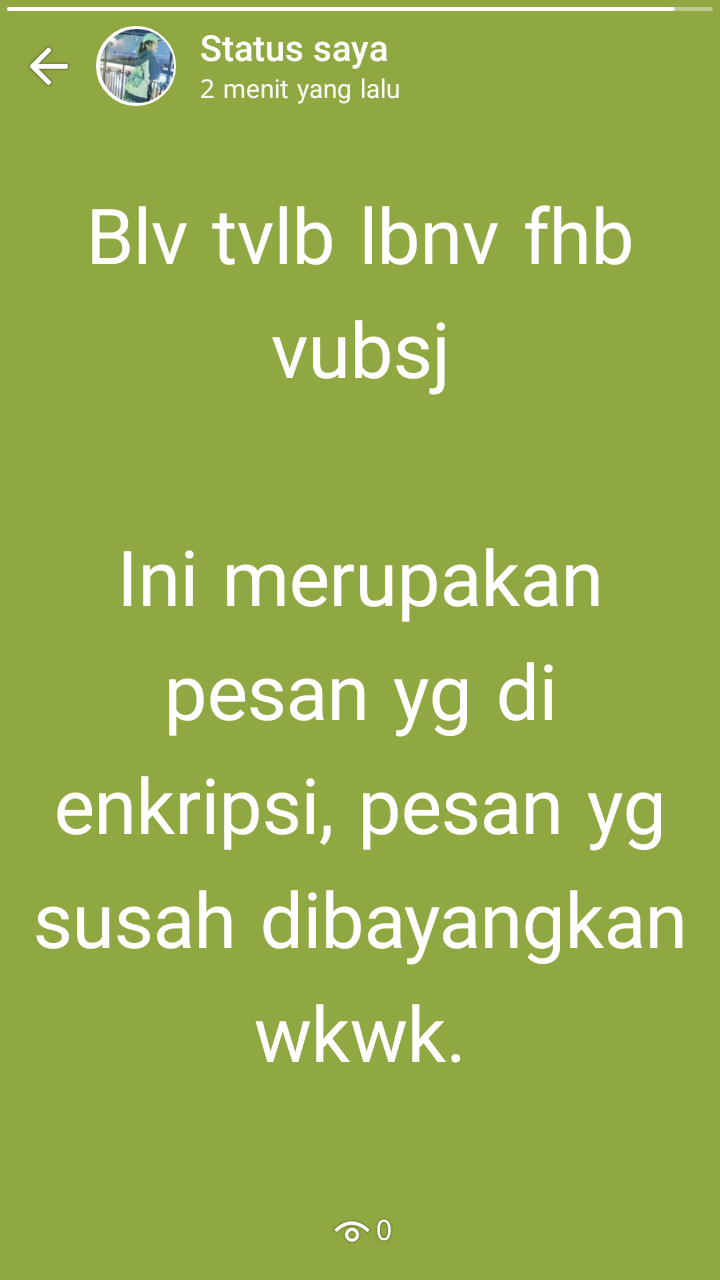 Status saya
2 menit yang lalu
Blv tvlb lbnv fhb
vubsj
Ini merupakan
pesan yg di
enkripsi, pesan yg
susah dibayangkan
wkwk.
0